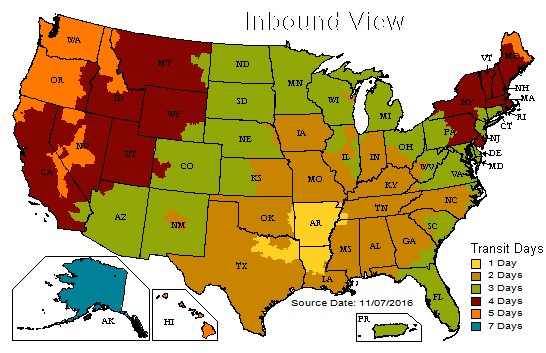 Inbound View
WA
OR
CA
NV
ID
MT
WY
UT
AZ
CO
NM
ND
SD
NE
KS
OK
TX
MN
IA
MO
AR
LA
WI
IL
MI
IN
OH
KY
TN
MS
AL
GA
FL
SC
NC
VA
WV
PA
NY
VT
ME
NH
MA
RI
CT
NJ
DE
MD
AK
HI
PR
Source Date: 11/07/2016
Transit Days
1 Day
2 Days
3 Days
4 Days
5 Days
7 Days